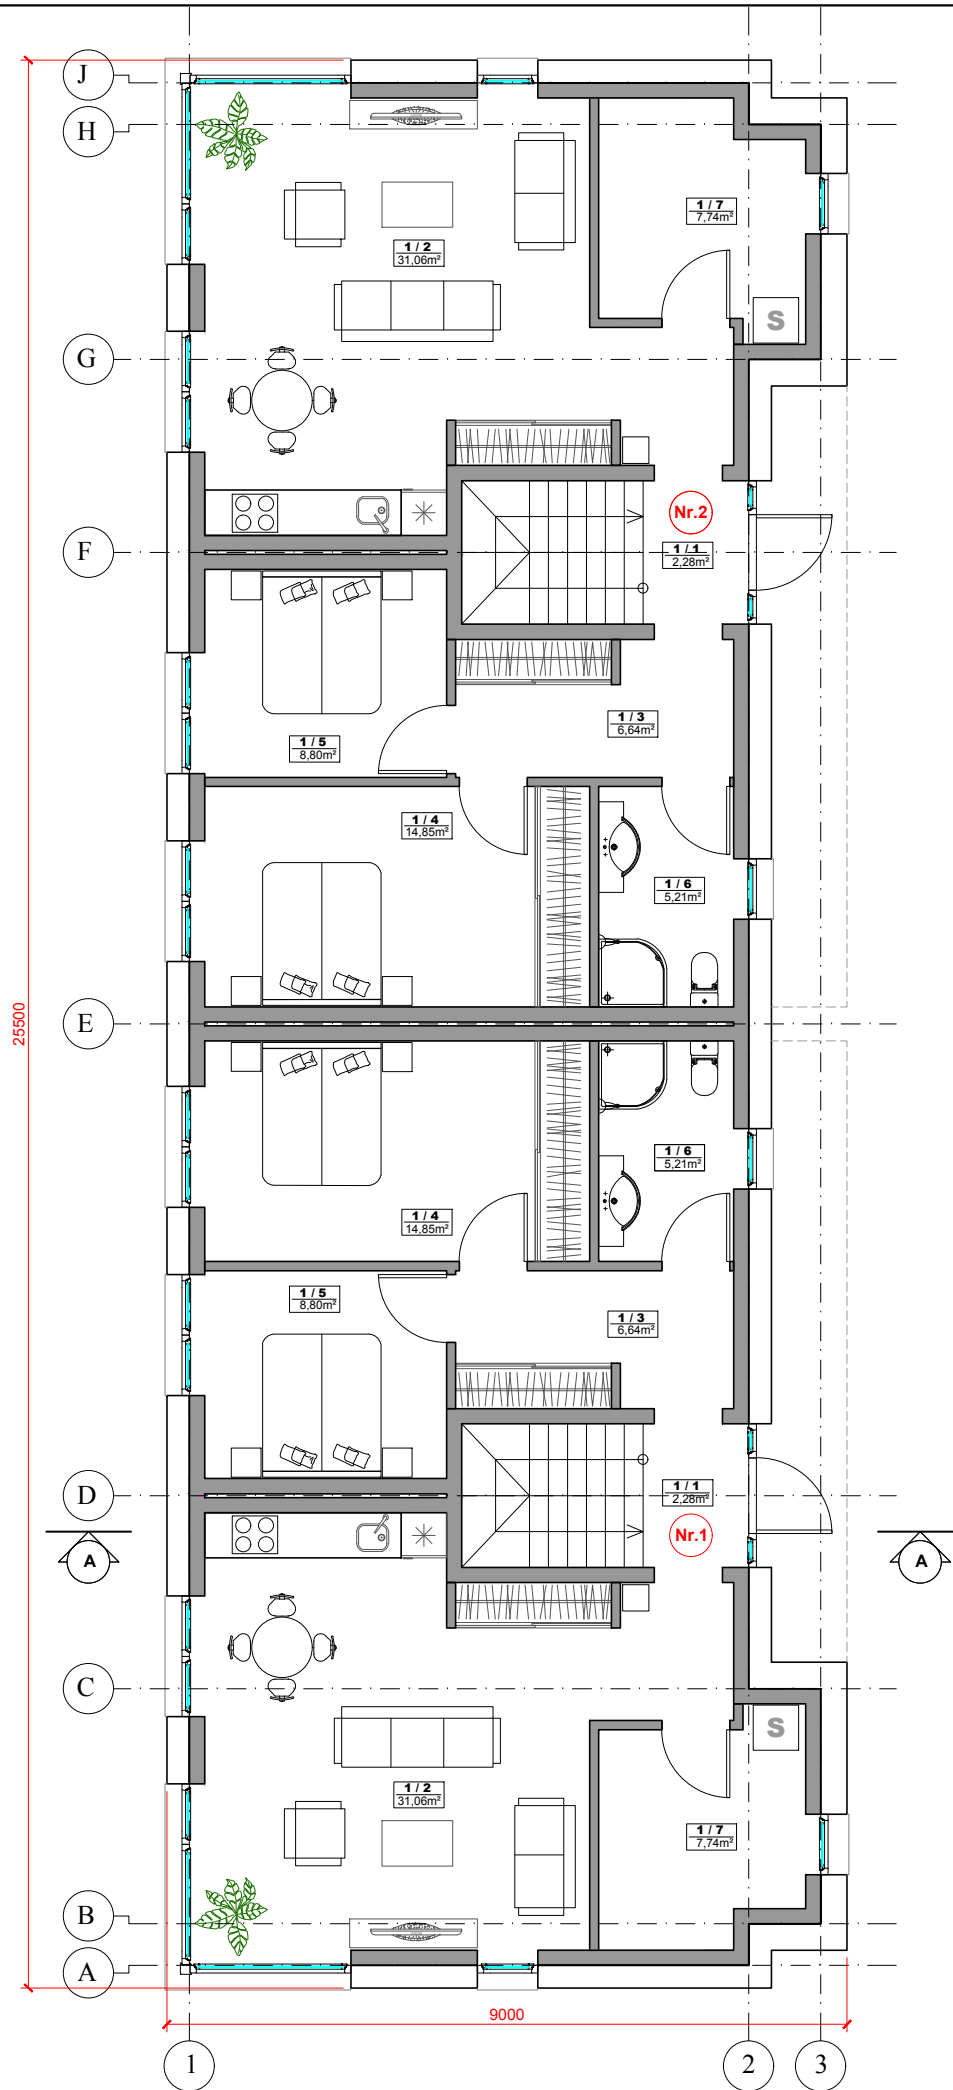 J
H
1 / 7
7,74m²
1 / 2
31,06m²
S
G
Nr.2
F
1 / 1
2,28m²
1 / 3
6,64m²
1 / 5
8,80m²
1 / 4
14,85m²
1 / 6
5,21m²
E
25500
1 / 6
5,21m²
1 / 4
14,85m²
1 / 5
8,80m²
1 / 3
6,64m²
D
1 / 1
2,28m²
Nr.1
A
A
C
S
1 / 2
31,06m²
1 / 7
7,74m²
B
A
9000
1
2
3